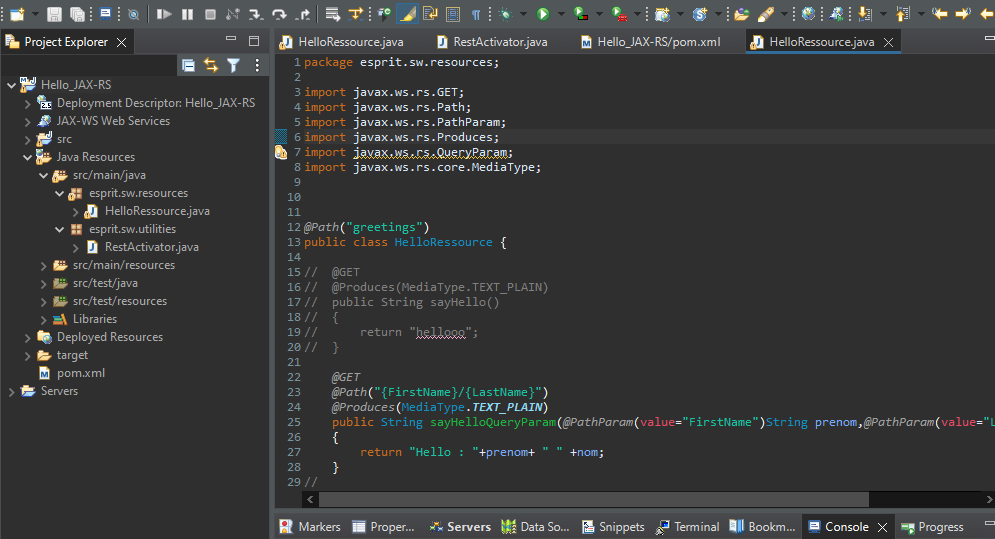 Project Explorer
Hello_JAX-RS
Deployment Descriptor: Hello_JAX-RS
JAX-WS Web Services
src
Java Resources
src/main/java
esprit.sw.resources
HelloRessource.java
esprit.sw.utilities
RestActivator.java
src/main/resources
src/test/java
src/test/resources
Libraries
Deployed Resources
target
pom.xml
Servers
HelloRessource.java RestActivator.java Hello_JAX-RS/pom.xml HelloRessource.java
1 package esprit.sw.resources;
2
3 import javax.ws.rs.GET;
4 import javax.ws.rs.Path;
5 import javax.ws.rs.PathParam;
6 import javax.ws.rs.Produces;
7 import javax.ws.rs.QueryParam;
8 import javax.ws.rs.core.MediaType;
9
10
11
12 @Path("greetings")
13 public class HelloRessource {
14
15 // @GET
16 // @Produces(MediaType.TEXT_PLAIN)
17 // public String sayHello()
18 // {
19 // return "hellooo";
20 // }
21
22 @GET
23 @Path("{FirstName}/{LastName}")
24 @Produces(MediaType.TEXT_PLAIN)
25 public String sayHelloQueryParam(@PathParam(value="FirstName")String prenom,@PathParam(value="L
26 {
27 return "Hello : "+prenom+ " " +nom;
28 }
29 //
Markers Proper... Servers Data So... Snippets Terminal Bookm... Console Progress